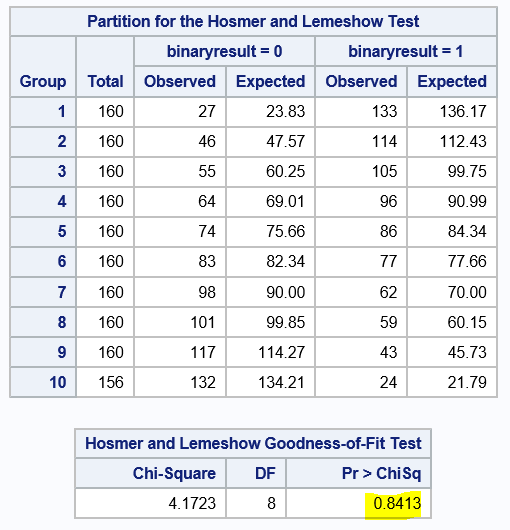 Partition for the Hosmer and Lemeshow Test
binaryresult = 0 binaryresult = 1
Group Total Observed Expected Observed Expected
1 160 27 23.83 133 136.17
2 160 46 47.57 114 112.43
3 160 55 60.25 105 99.75
4 160 64 69.01 96 90.99
5 160 74 75.66 86 84.34
6 160 83 82.34 77 77.66
7 160 98 90.00 62 70.00
8 160 101 99.85 59 60.15
9 160 117 114.27 43 45.73
10 156 132 134.21 24 21.79
Hosmer and Lemeshow Goodness-of-Fit Test
Chi-Square DF Pr > ChiSq
4.1723 8 0.8413